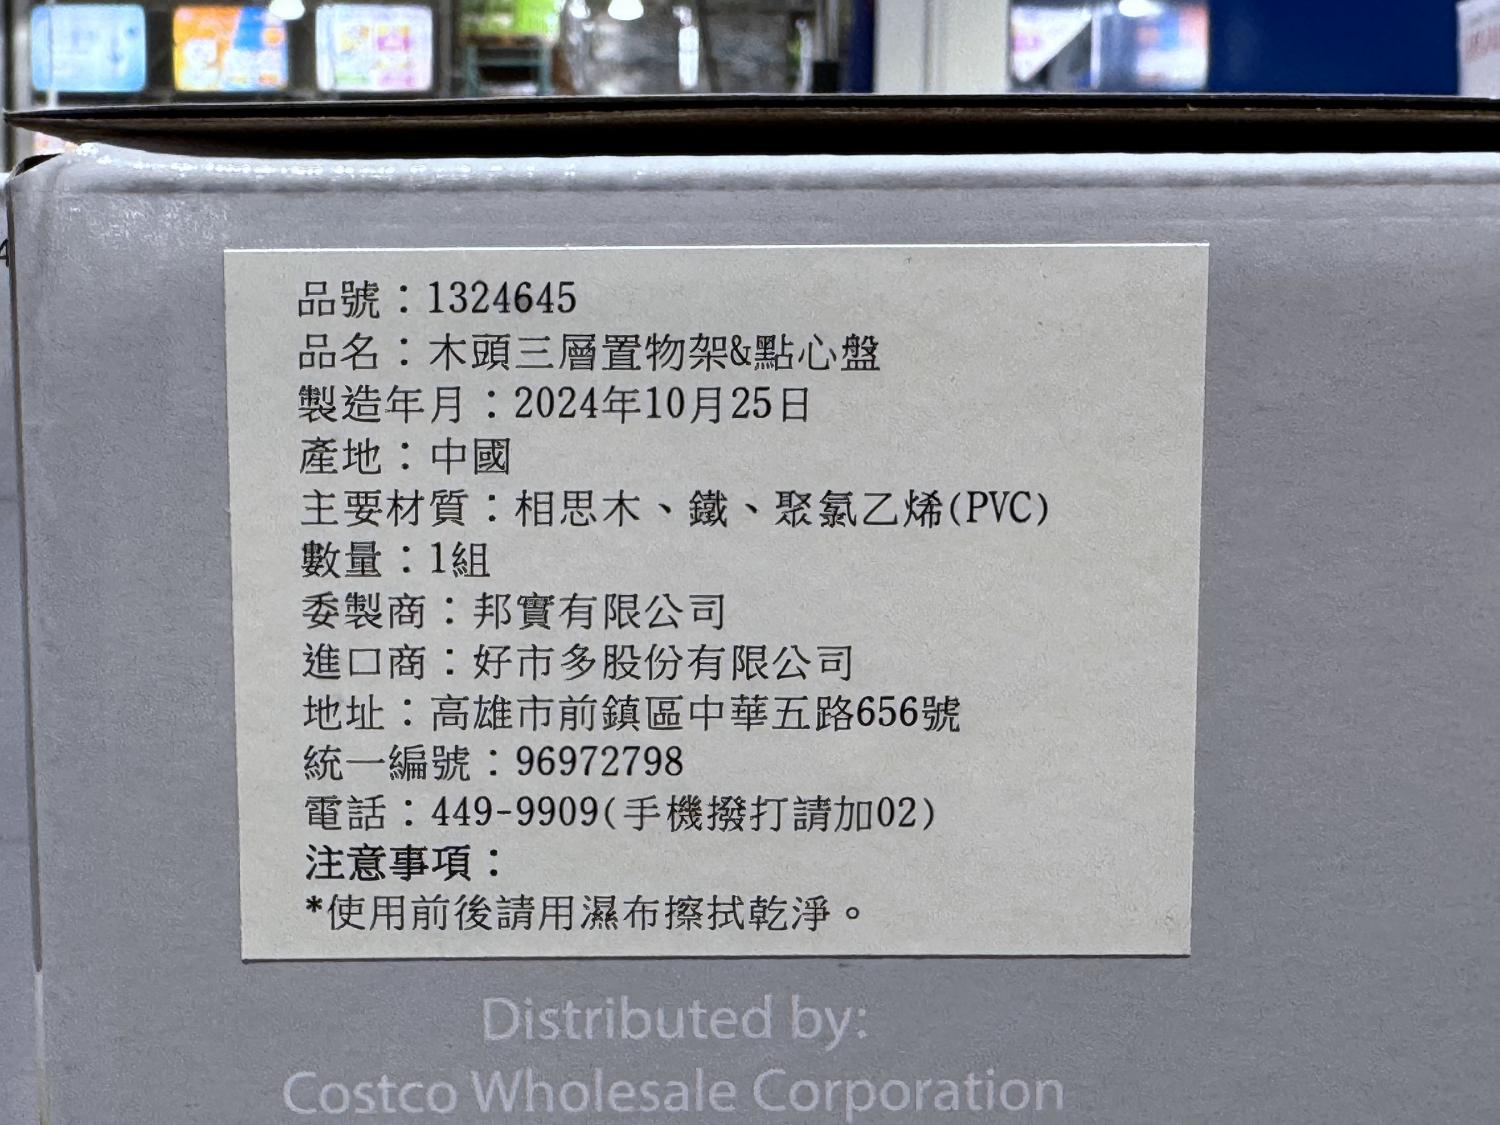 品號：1324645
品名：木頭三層置物架&點心盤
製造年月：2024年10月25日
產地：中國
主要材質：相思木、鐵、聚氯乙烯(PVC)
數量：1組
委製商：邦實有限公司
進口商：好市多股份有限公司
地址：高雄市前鎮區中華五路656號
統一編號：96972798
電話：449-9909(手機撥打請加02)
注意事項：
*使用前後請用濕布擦拭乾淨。
Distributed by:
Costco Wholesale Corporation